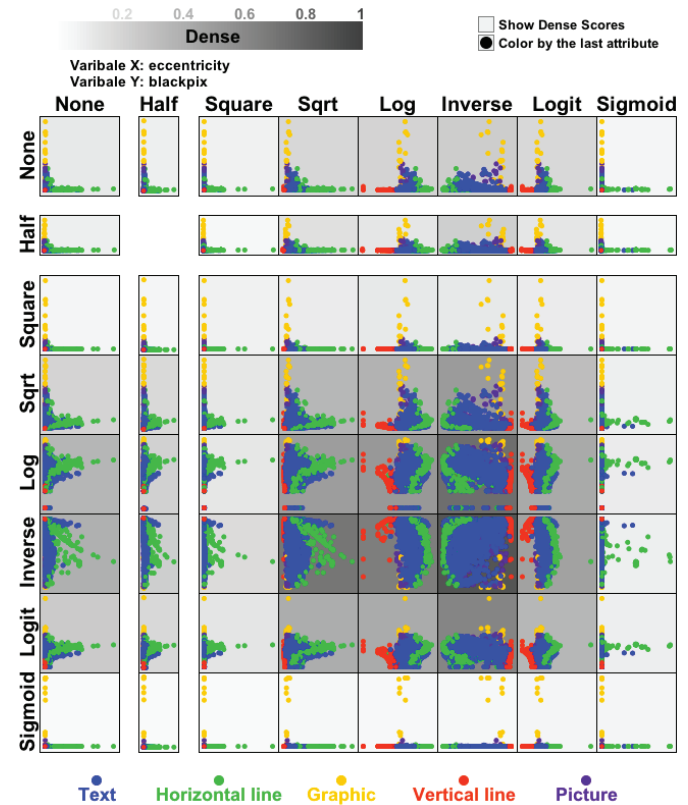 0.2 0.4 0.6 0.8 1
Dense
Show Dense Scores
Color by the last attribute
Varibale X: eccentricity
Varibale Y: blackpix
None Half Square Sqrt Log Inverse Logit Sigmoid
None
Half
Square
Sqrt
Log
Inverse
Logit
Sigmoid
Text Horizontal line Graphic Vertical line Picture